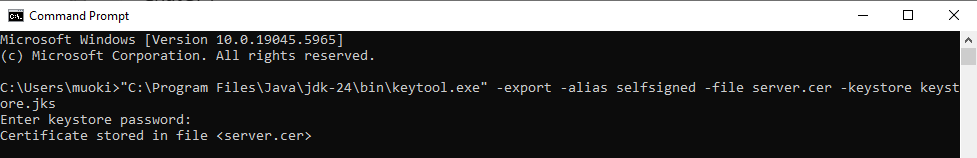 Command Prompt
Microsoft Windows [Version 10.0.19045.5965]
(c) Microsoft Corporation. All rights reserved.
C:\Users\muoki>"C:\Program Files\Java\jdk-24\bin\keytool.exe" -export -alias selfsigned -file server.cer -keystore keyst
ore.jks
Enter keystore password:
Certificate stored in file <server.cer>